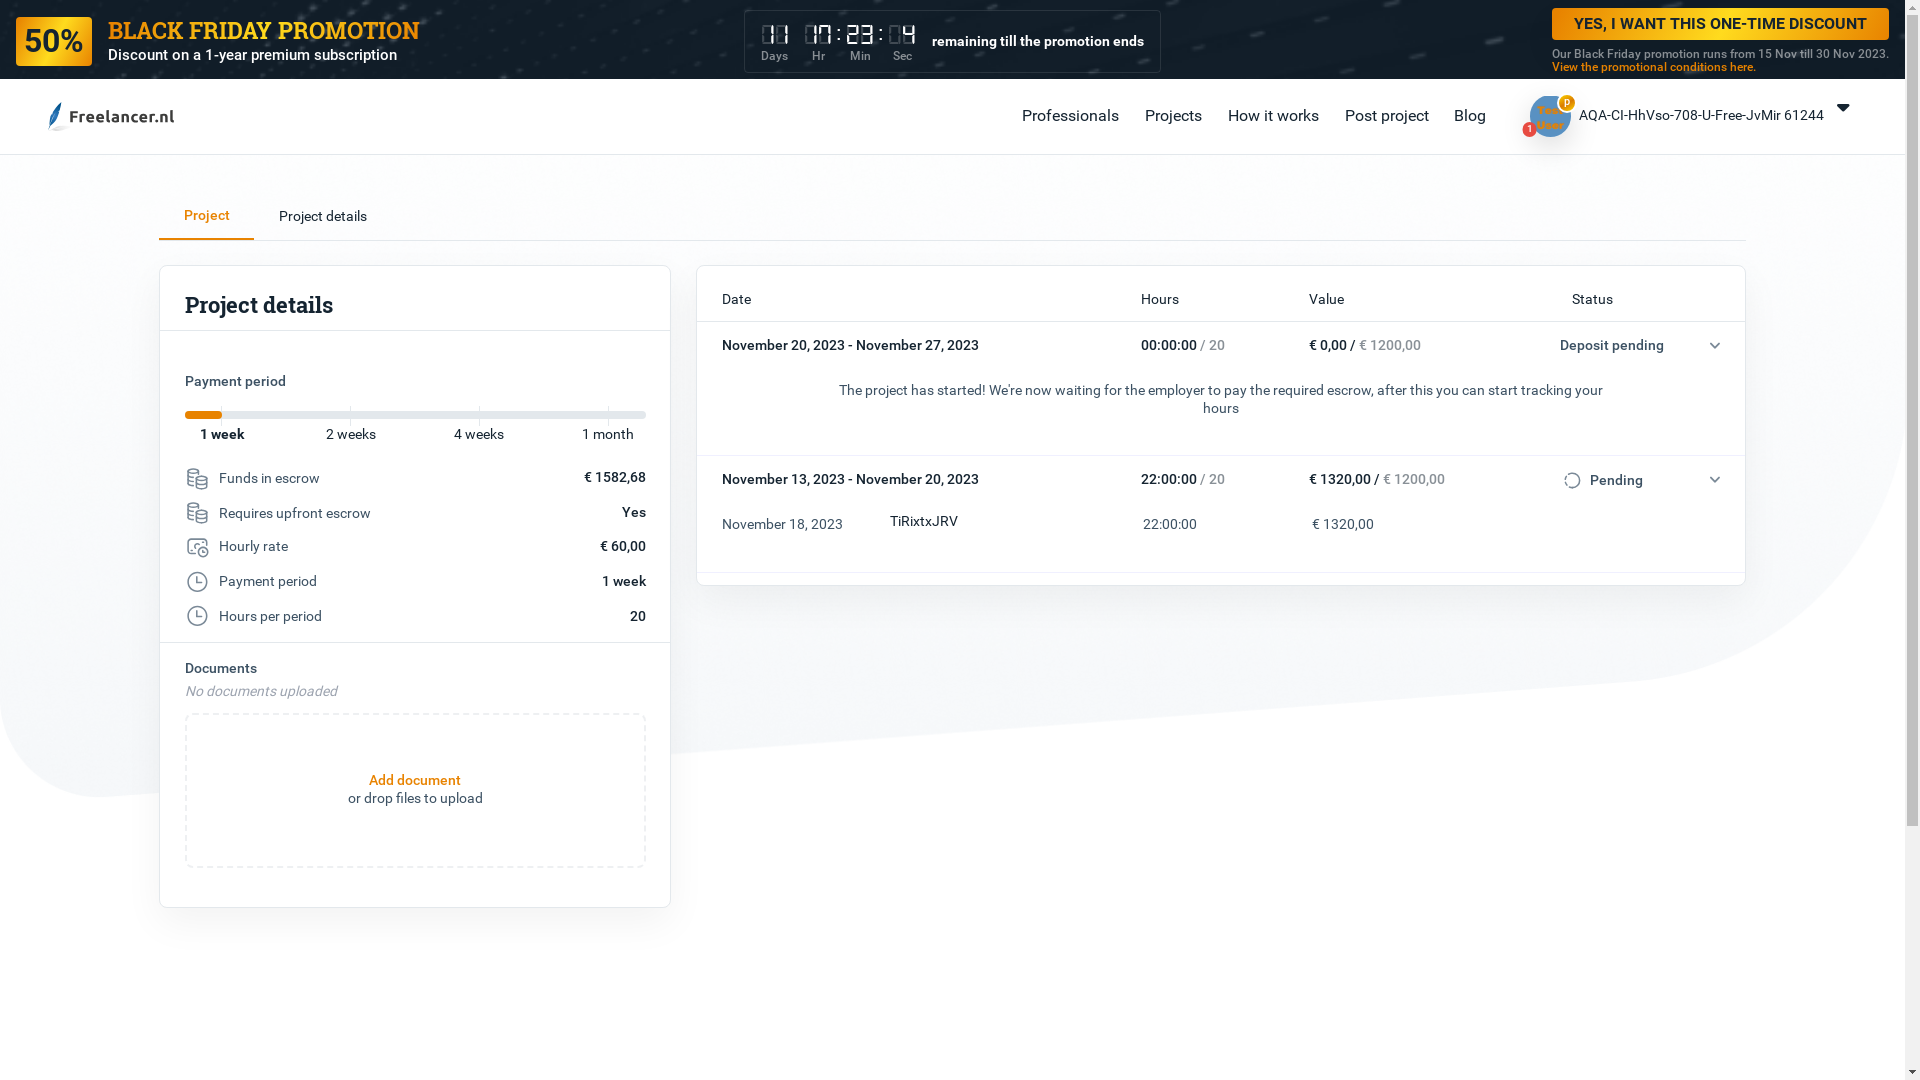 50%
BLACK FRIDAY PROMOTION
Discount on a 1-year premium subscription
11 17 : 23 : 4
Days Hr Min Sec
remaining till the promotion ends
YES, I WANT THIS ONE-TIME DISCOUNT
Our Black Friday promotion runs from 15 Nov till 30 Nov 2023.
View the promotional conditions here.
Freelancer.nl
Professionals
Projects
How it works
Post project
Blog
P
1
AQA-CI-HhVso-708-U-Free-JvMir 61244
Project
Project details
Project details
Payment period
1 week 2 weeks 4 weeks 1 month
Funds in escrow € 1582,68
Requires upfront escrow Yes
Hourly rate € 60,00
Payment period 1 week
Hours per period 20
Documents
No documents uploaded
Add document
or drop files to upload
Date Hours Value Status
November 20, 2023 - November 27, 2023 00:00:00 / 20 € 0,00 / € 1200,00 Deposit pending
The project has started! We're now waiting for the employer to pay the required escrow, after this you can start tracking your
hours
November 13, 2023 - November 20, 2023 22:00:00 / 20 € 1320,00 / € 1200,00 Pending
November 18, 2023 TiRixtxJRV 22:00:00 € 1320,00